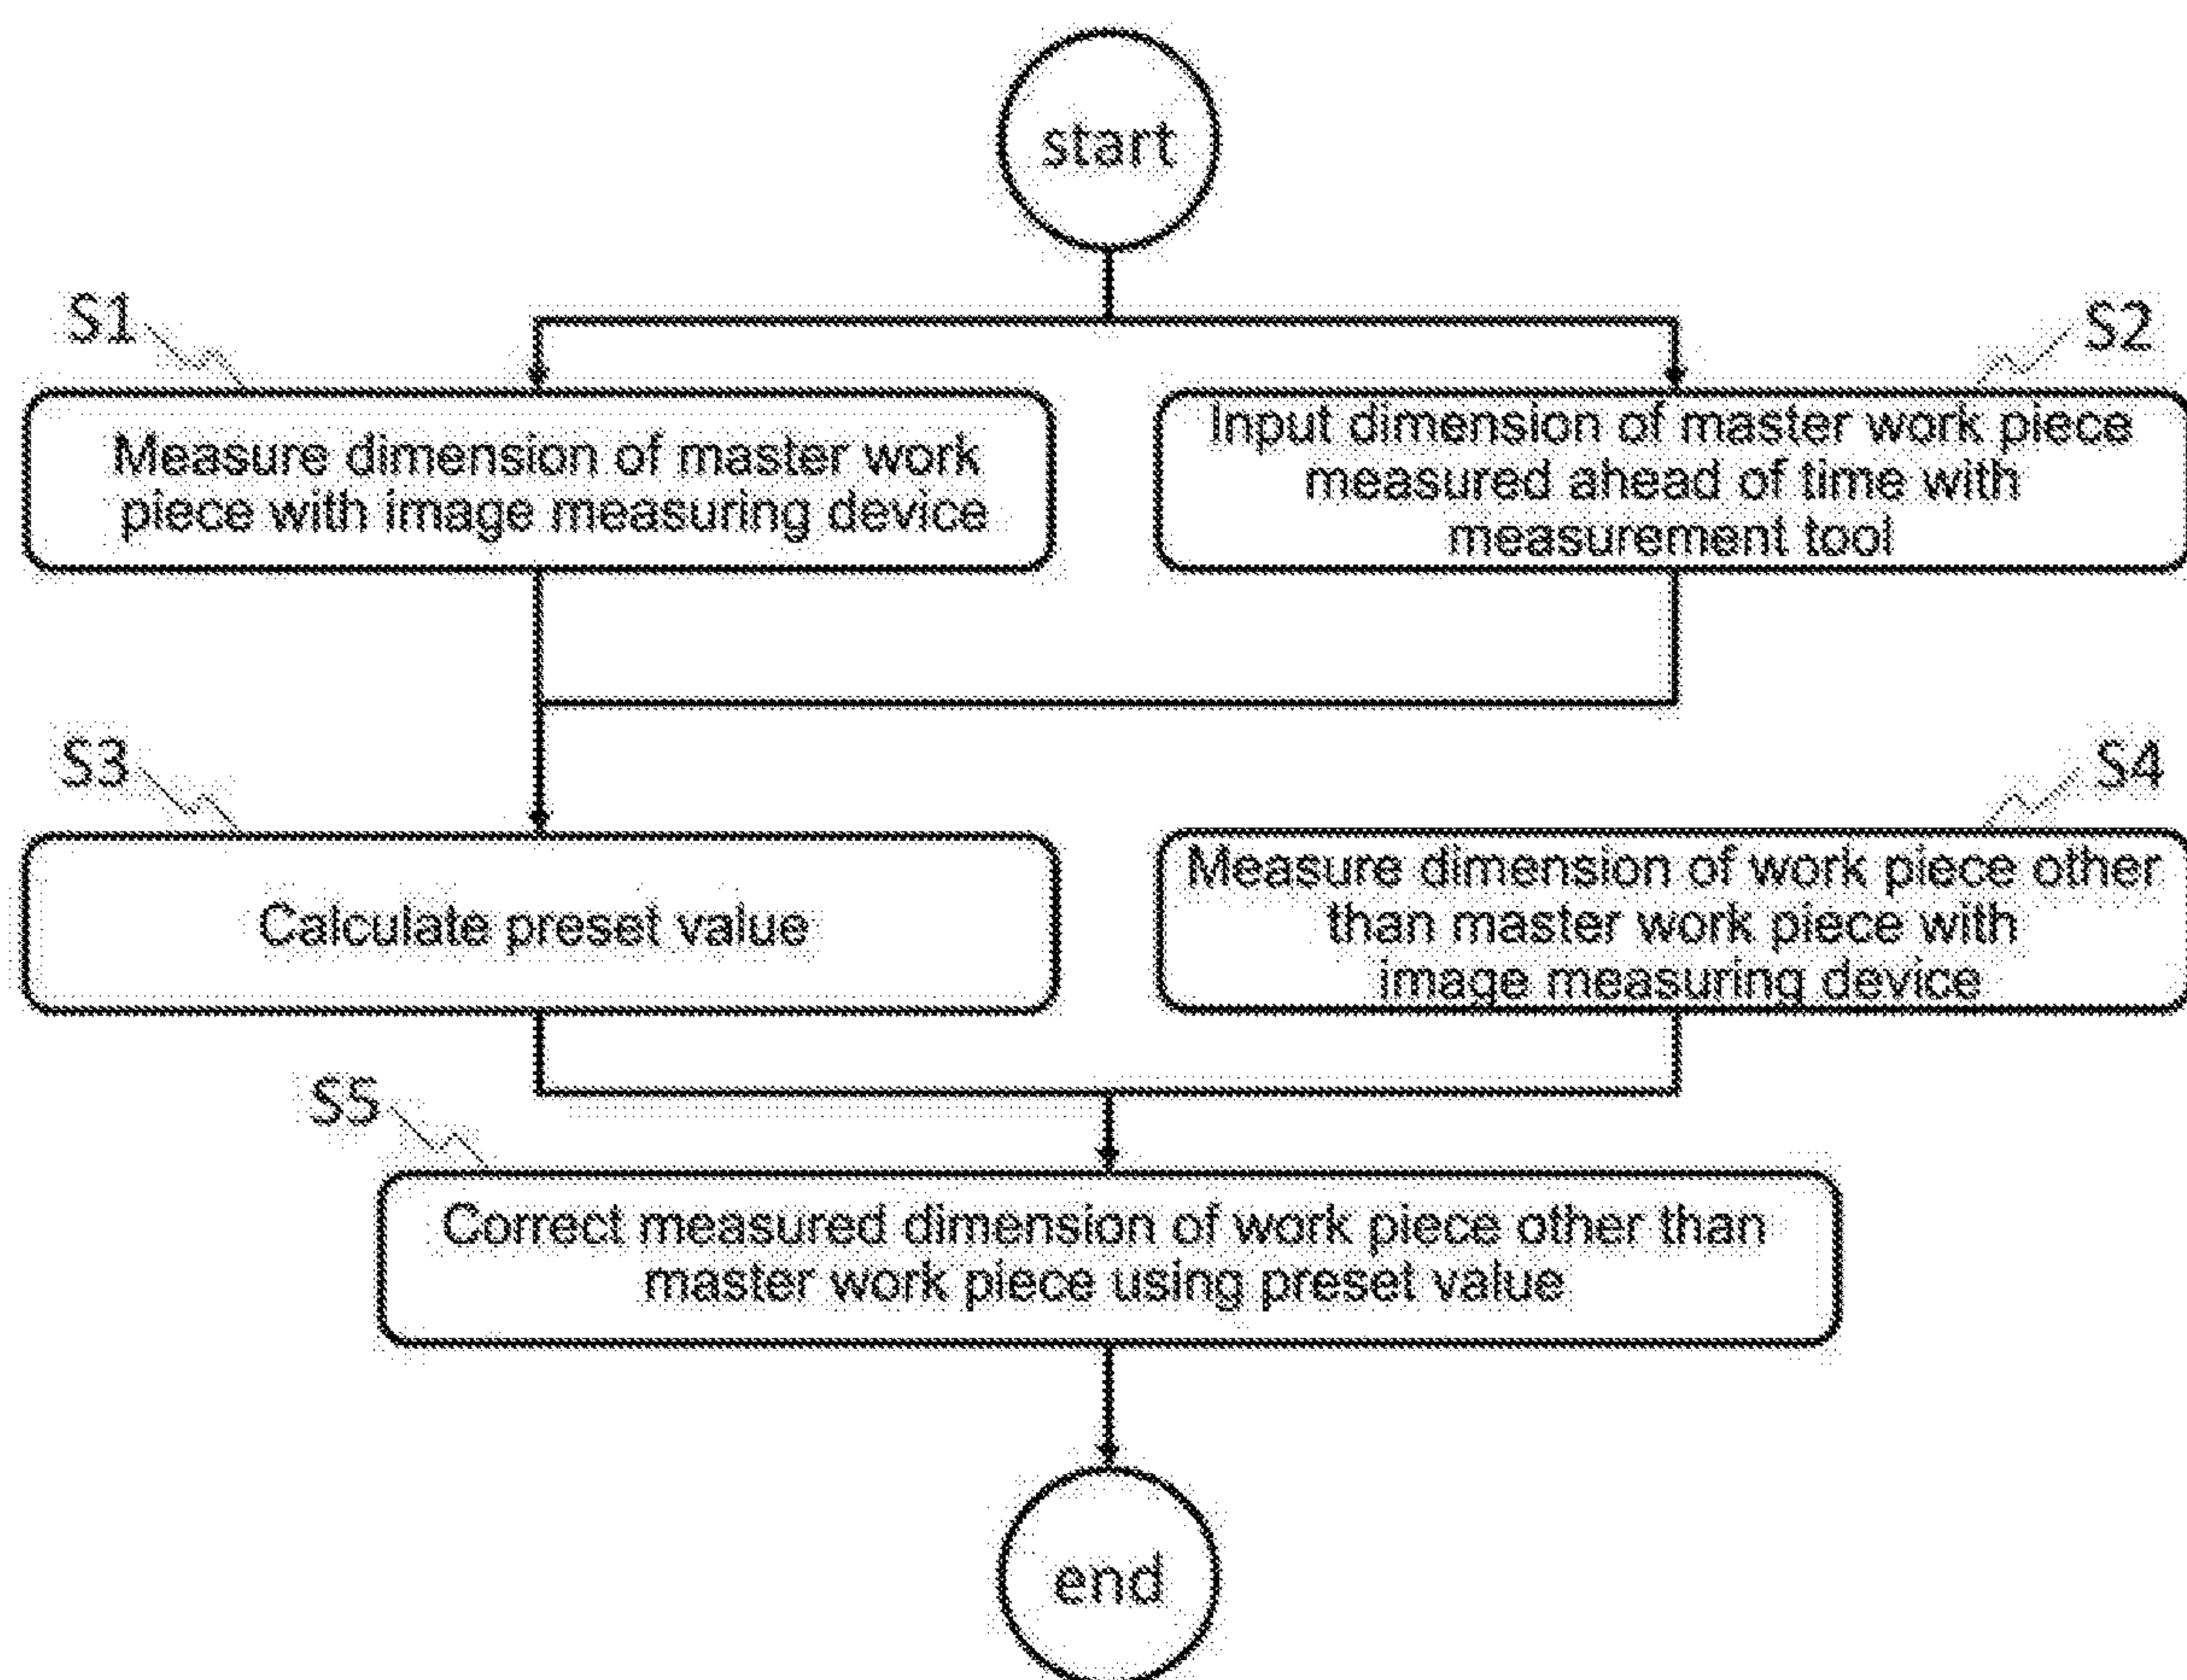 start
S1
S2
Measure dimension of master work
piece with image measuring device
Input dimension of master work piece
measured ahead of time with
measurement tool
S3
S4
Calculate preset value
Measure dimension of work piece other
than master work piece with
image measuring device
S5
Correct measured dimension of work piece other than
master work piece using preset value
end